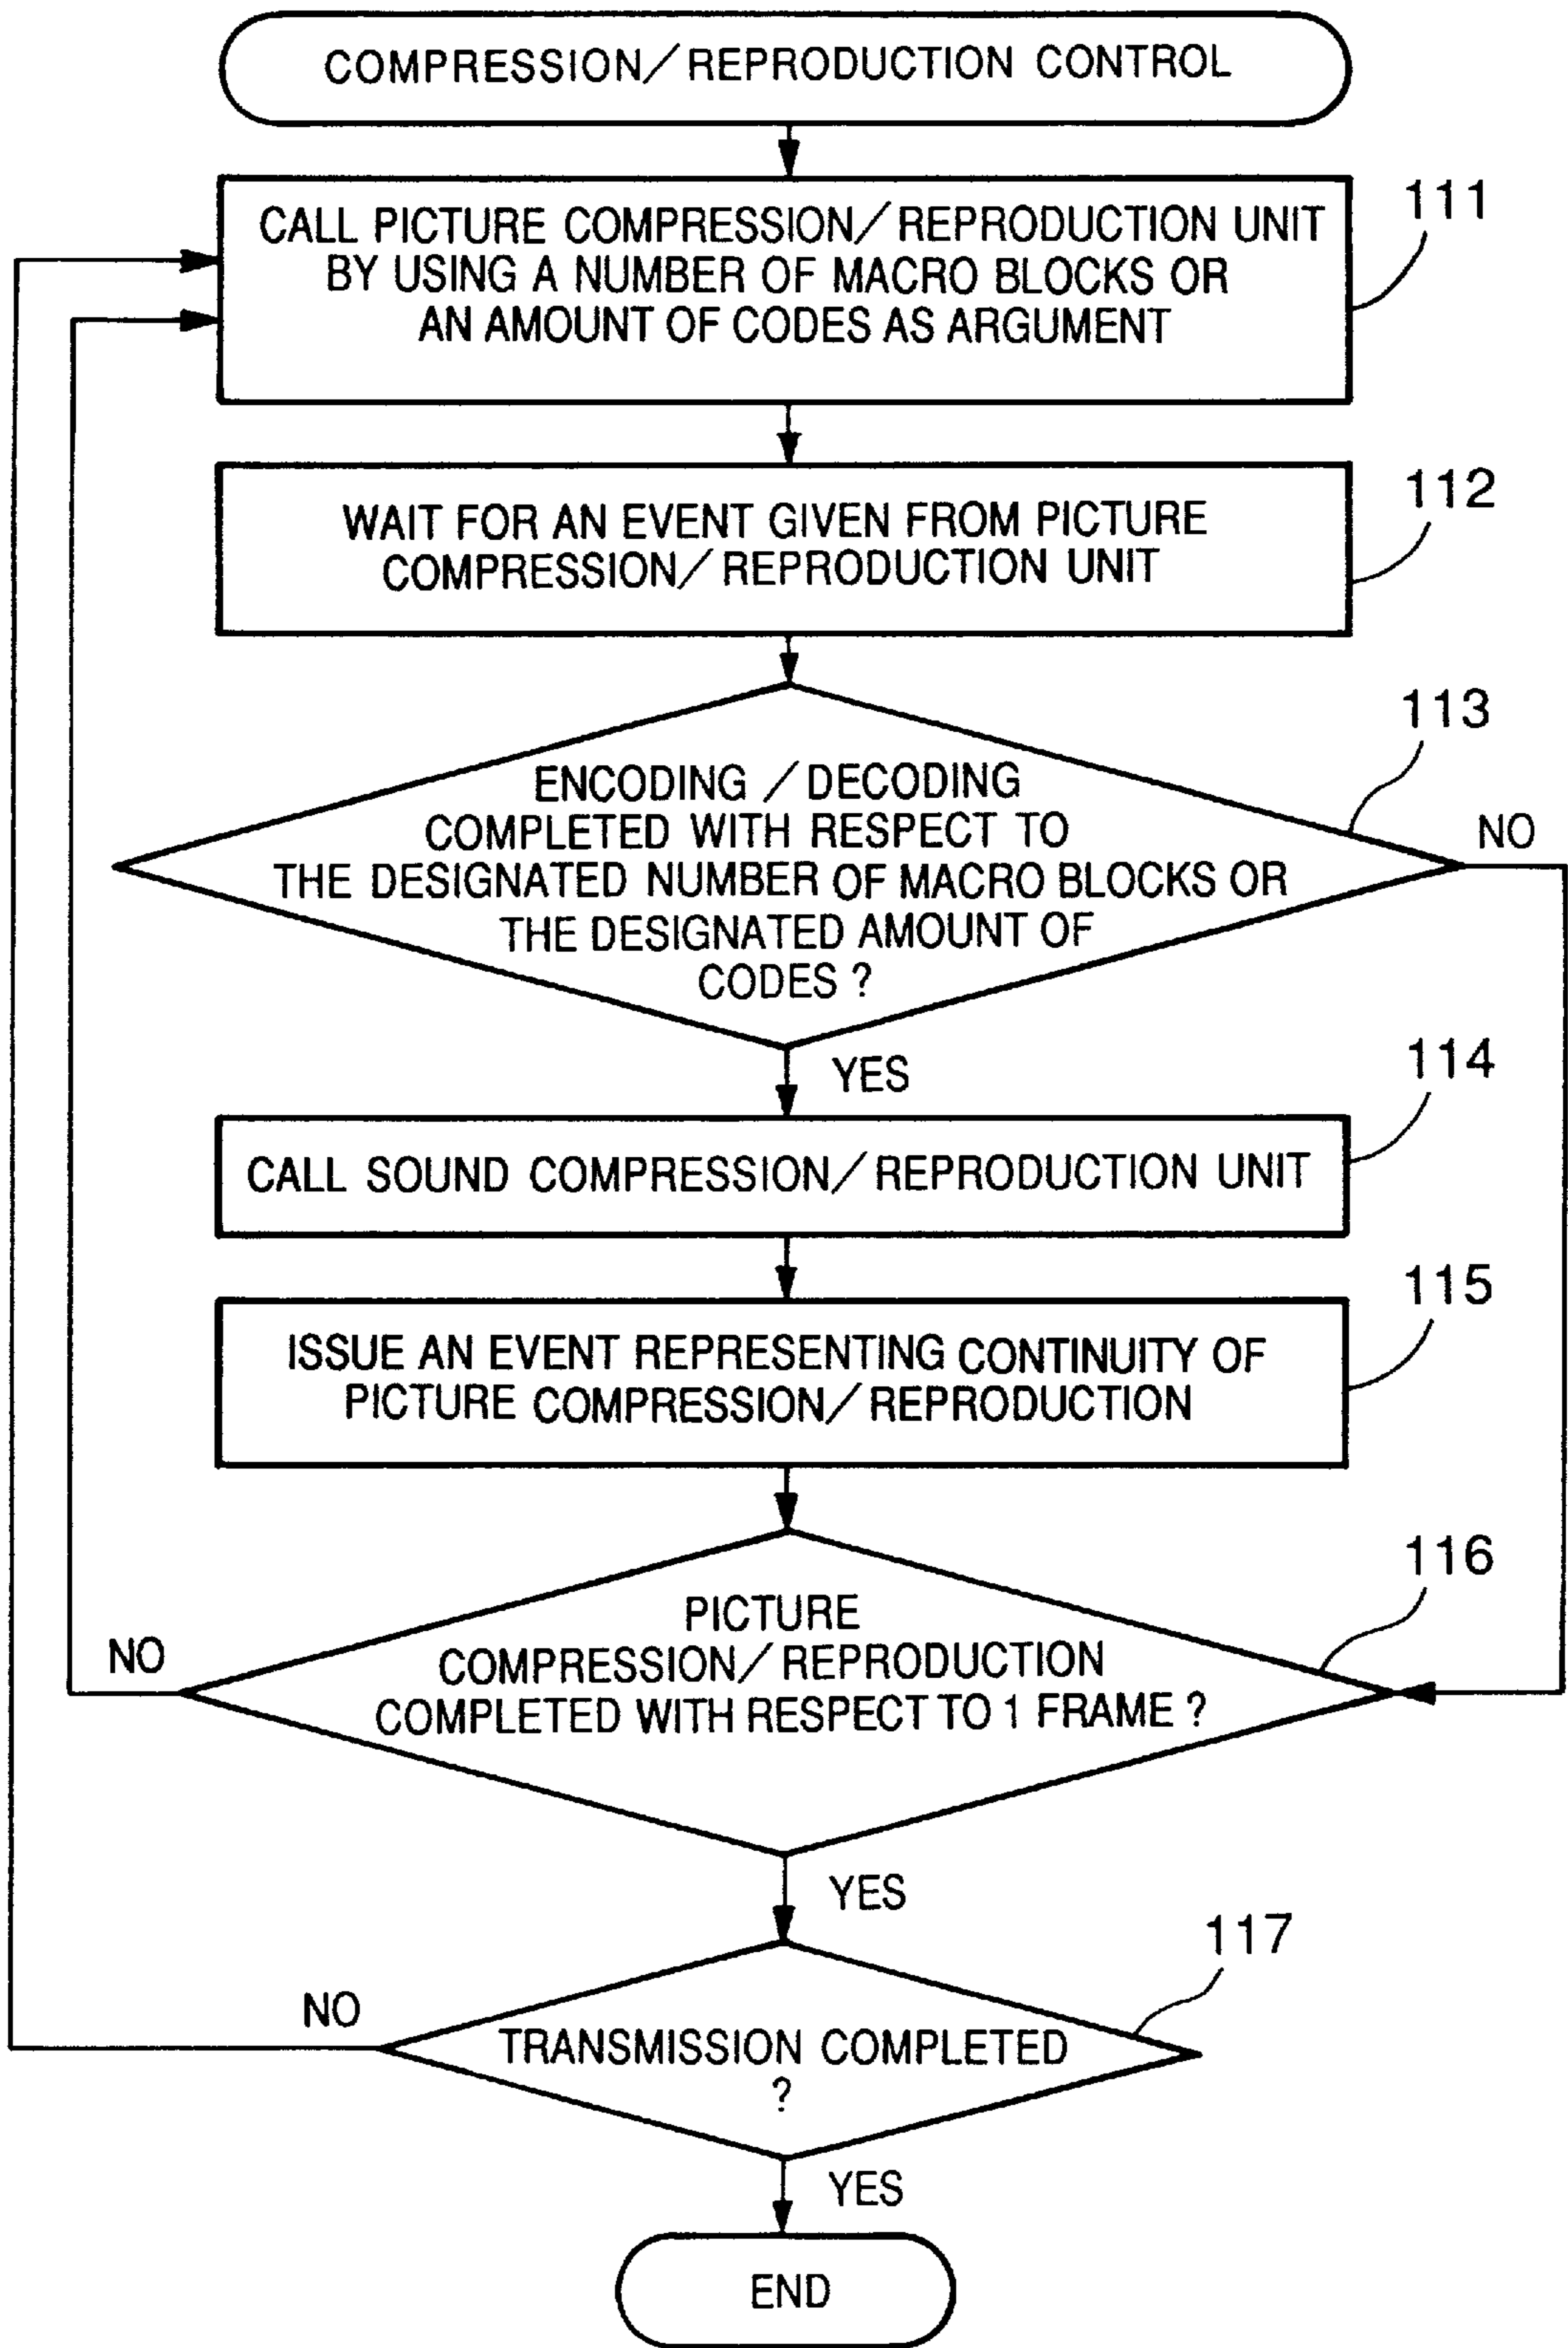 COMPRESSION/REPRODUCTION CONTROL
CALL PICTURE COMPRESSION/REPRODUCTION UNIT
BY USING A NUMBER OF MACRO BLOCKS OR
AN AMOUNT OF CODES AS ARGUMENT
111
WAIT FOR AN EVENT GIVEN FROM PICTURE
COMPRESSION/REPRODUCTION UNIT
112
ENCODING /DECODING
COMPLETED WITH RESPECT TO
THE DESIGNATED NUMBER OF MACRO BLOCKS OR
THE DESIGNATED AMOUNT OF
CODES ?
113
NO
YES
CALL SOUND COMPRESSION/REPRODUCTION UNIT
114
ISSUE AN EVENT REPRESENTING CONTINUITY OF
PICTURE COMPRESSION/REPRODUCTION
115
PICTURE
COMPRESSION/REPRODUCTION
COMPLETED WITH RESPECT TO 1 FRAME ?
116
NO
YES
TRANSMISSION COMPLETED
?
117
NO
YES
END